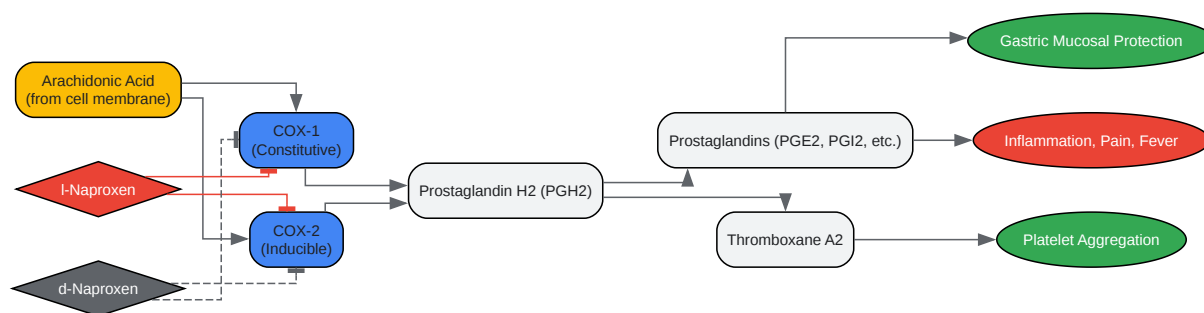 Arachidonic Acid
(from cell membrane)
l-Naproxen
d-Naproxen
COX-1
(Constitutive)
COX-2
(Inducible)
Prostaglandin H2 (PGH2)
Prostaglandins (PGE2, PGI2, etc.)
Thromboxane A2
Gastric Mucosal Protection
Inflammation, Pain, Fever
Platelet Aggregation